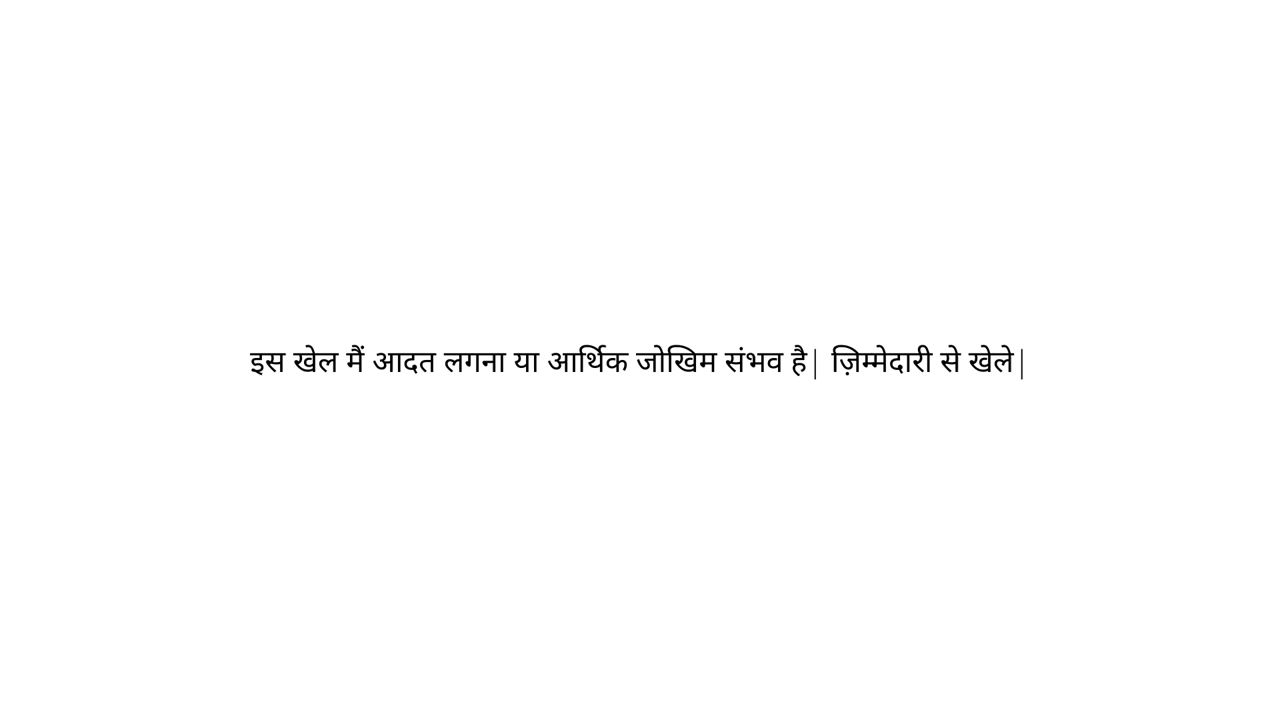 इस खेल मैं आदत लगना या आर्थिक जोखिम संभव है| ज़िम्मेदारी से खेले|